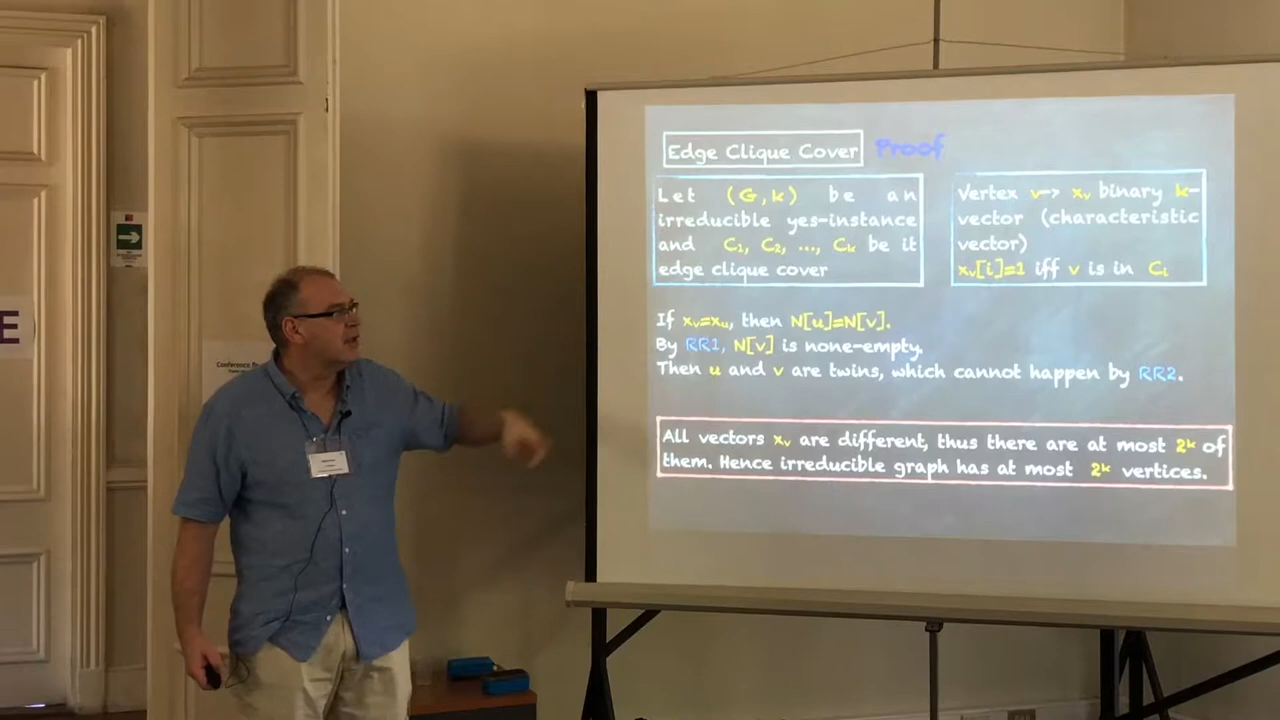 Edge Clique Cover Proof
Let (G,k) be an
irreducible yes-instance
and C₁, C₂, ..., Cₖ be it
edge clique cover
Vertex v-> xᵥ binary k-
vector (characteristic
vector)
xᵥ[i]=1 iff v is in Cᵢ
If xᵥ=xᵤ, then N[u]=N[v].
By RR1, N[v] is none-empty.
Then u and v are twins, which cannot happen by RR2.
All vectors xᵥ are different, thus there are at most 2ᵏ of
them. Hence irreducible graph has at most 2ᵏ vertices.
E
Conference